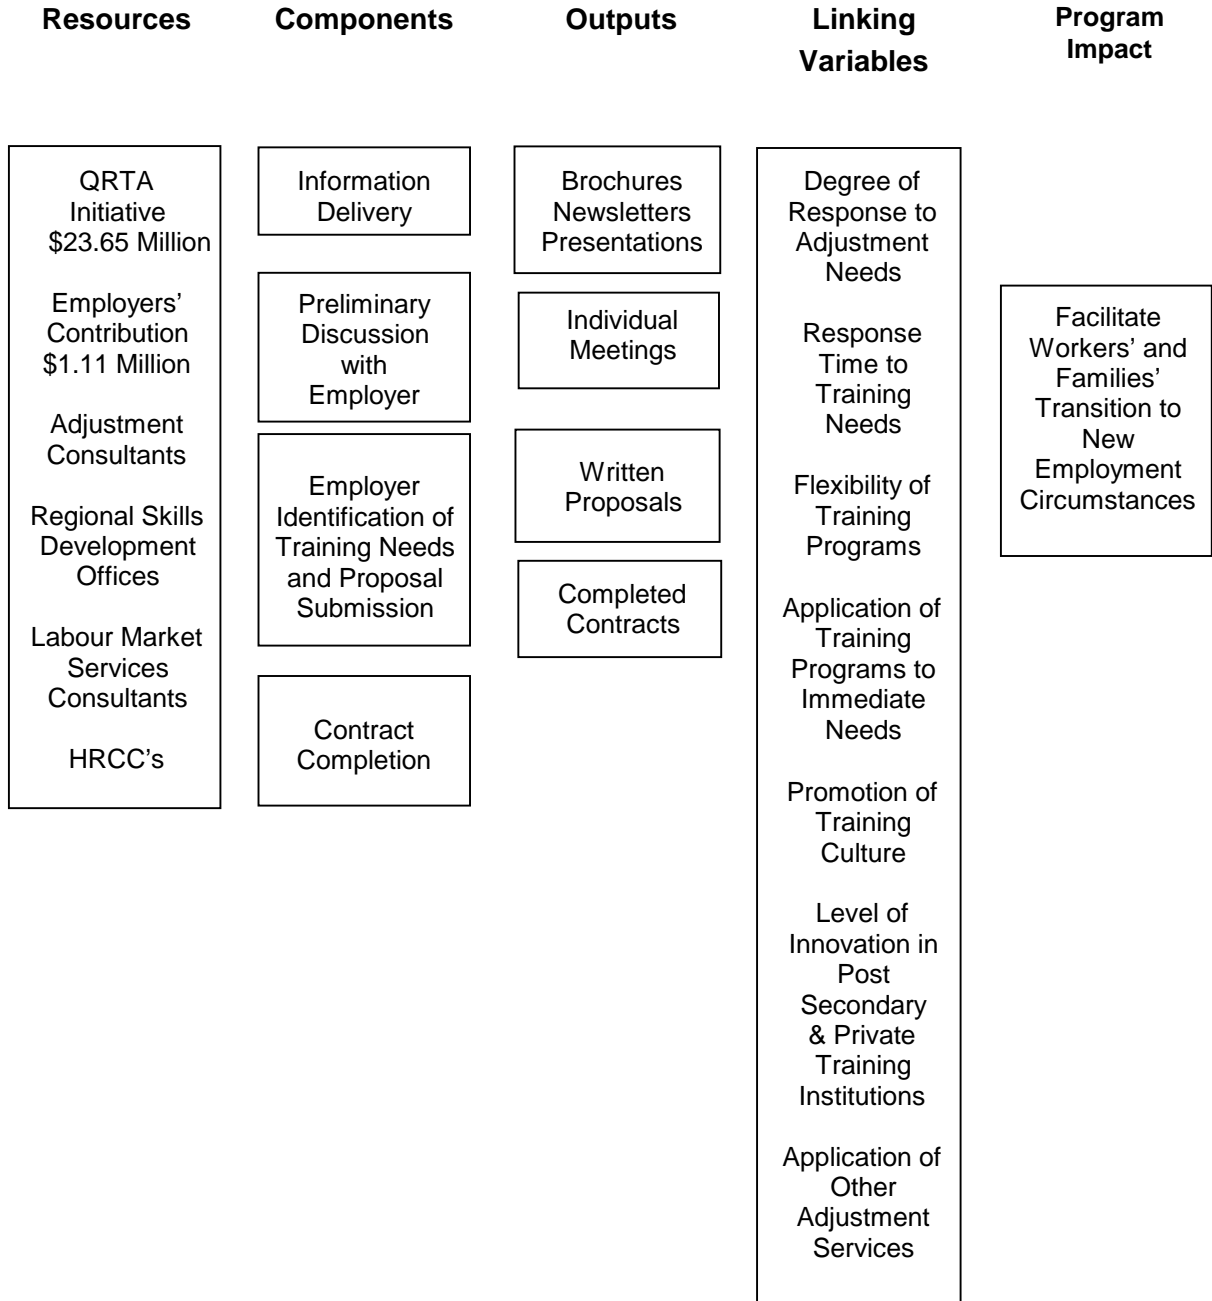 Resources
Components
Outputs
Linking
Variables
Program
Impact
QRTA
Initiative
$23.65 Million
Employers’
Contribution
$1.11 Million
Adjustment
Consultants
Regional Skills
Development
Offices
Labour Market
Services
Consultants
HRCC's
Information
Delivery
Preliminary
Discussion
with
Employer
Employer
Identification of
Training Needs
and Proposal
Submission
Contract
Completion
Brochures
Newsletters
Presentations
Individual
Meetings
Written
Proposals
Completed
Contracts
Degree of
Response to
Adjustment
Needs
Response
Time to
Training
Needs
Flexibility of
Training
Programs
Application of
Training
Programs to
Immediate
Needs
Promotion of
Training
Culture
Level of
Innovation in
Post
Secondary
& Private
Training
Institutions
Application of
Other
Adjustment
Services
Facilitate
Workers’ and
Families’
Transition to
New
Employment
Circumstances